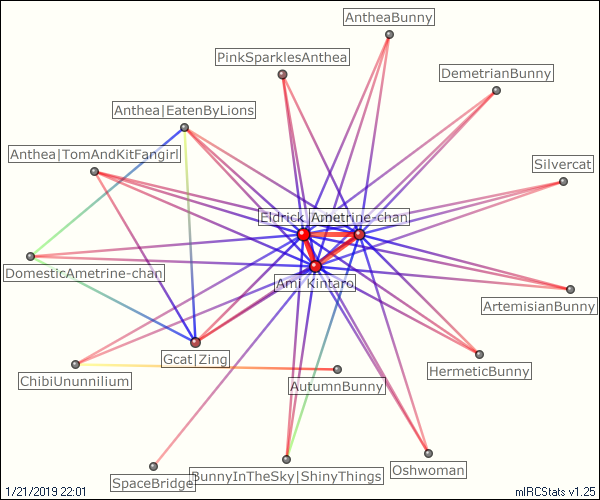 AntheaBunny
PinkSparklesAnthea
DemetrianBunny
Anthea|EatenByLions
Anthea|TomAndKitFangirl
Silvercat
Eldrick
Ametrine-chan
DomesticAmetrine-chan
Ami Kintaro
ArtemisianBunny
Gcat|Zing
HermeticBunny
ChibiUnunnilium
AutumnBunny
Oshwoman
SpaceBridge
BunnyInTheSky|ShinyThings
1/21/2019 22:01
mIRCStats v1.25